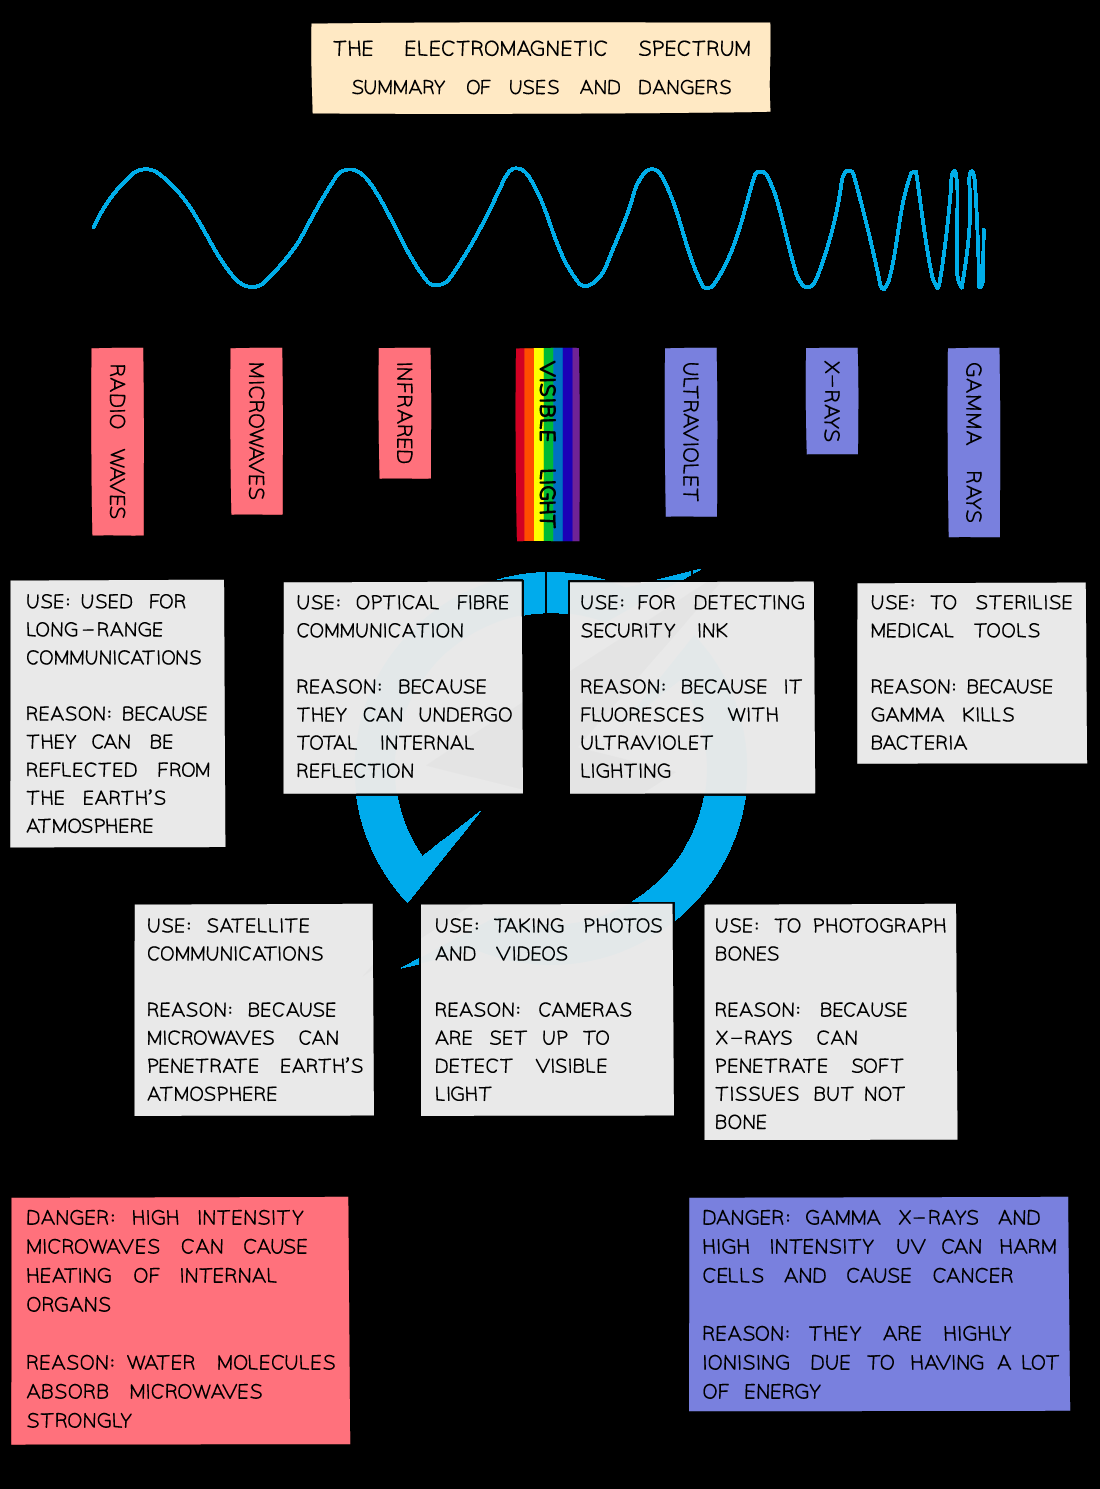 THE ELECTROMAGNETIC SPECTRUM
SUMMARY OF USES AND DANGERS
RADIO WAVES
MICROWAVES
INFRARED
VISIBLE LIGHT
ULTRAVIOLET
X-RAYS
GAMMA RAYS
USE: USED FOR
LONG-RANGE
COMMUNICATIONS
REASON: BECAUSE
THEY CAN BE
REFLECTED FROM
THE EARTH'S
ATMOSPHERE
USE: OPTICAL FIBRE
COMMUNICATION
REASON: BECAUSE
THEY CAN UNDERGO
TOTAL INTERNAL
REFLECTION
USE: FOR DETECTING
SECURITY INK
REASON: BECAUSE IT
FLUORESCES WITH
ULTRAVIOLET
LIGHTING
USE: TO STERILISE
MEDICAL TOOLS
REASON: BECAUSE
GAMMA KILLS
BACTERIA
USE: SATELLITE
COMMUNICATIONS
REASON: BECAUSE
MICROWAVES CAN
PENETRATE EARTH'S
ATMOSPHERE
USE: TAKING PHOTOS
AND VIDEOS
REASON: CAMERAS
ARE SET UP TO
DETECT VISIBLE
LIGHT
USE: TO PHOTOGRAPH
BONES
REASON: BECAUSE
X-RAYS CAN
PENETRATE SOFT
TISSUES BUT NOT
BONE
DANGER: HIGH INTENSITY
MICROWAVES CAN CAUSE
HEATING OF INTERNAL
ORGANS
REASON: WATER MOLECULES
ABSORB MICROWAVES
STRONGLY
DANGER: GAMMA X-RAYS AND
HIGH INTENSITY UV CAN HARM
CELLS AND CAUSE CANCER
REASON: THEY ARE HIGHLY
IONISING DUE TO HAVING A LOT
OF ENERGY